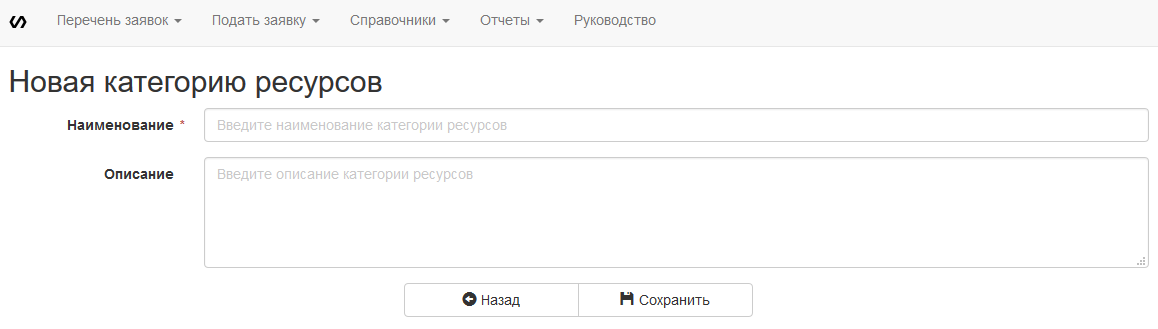 Перечень заявок Подать заявку Справочники Отчеты Руководство
Новая категорию ресурсов
Наименование *
Введите наименование категории ресурсов
Описание
Введите описание категории ресурсов
Назад Сохранить